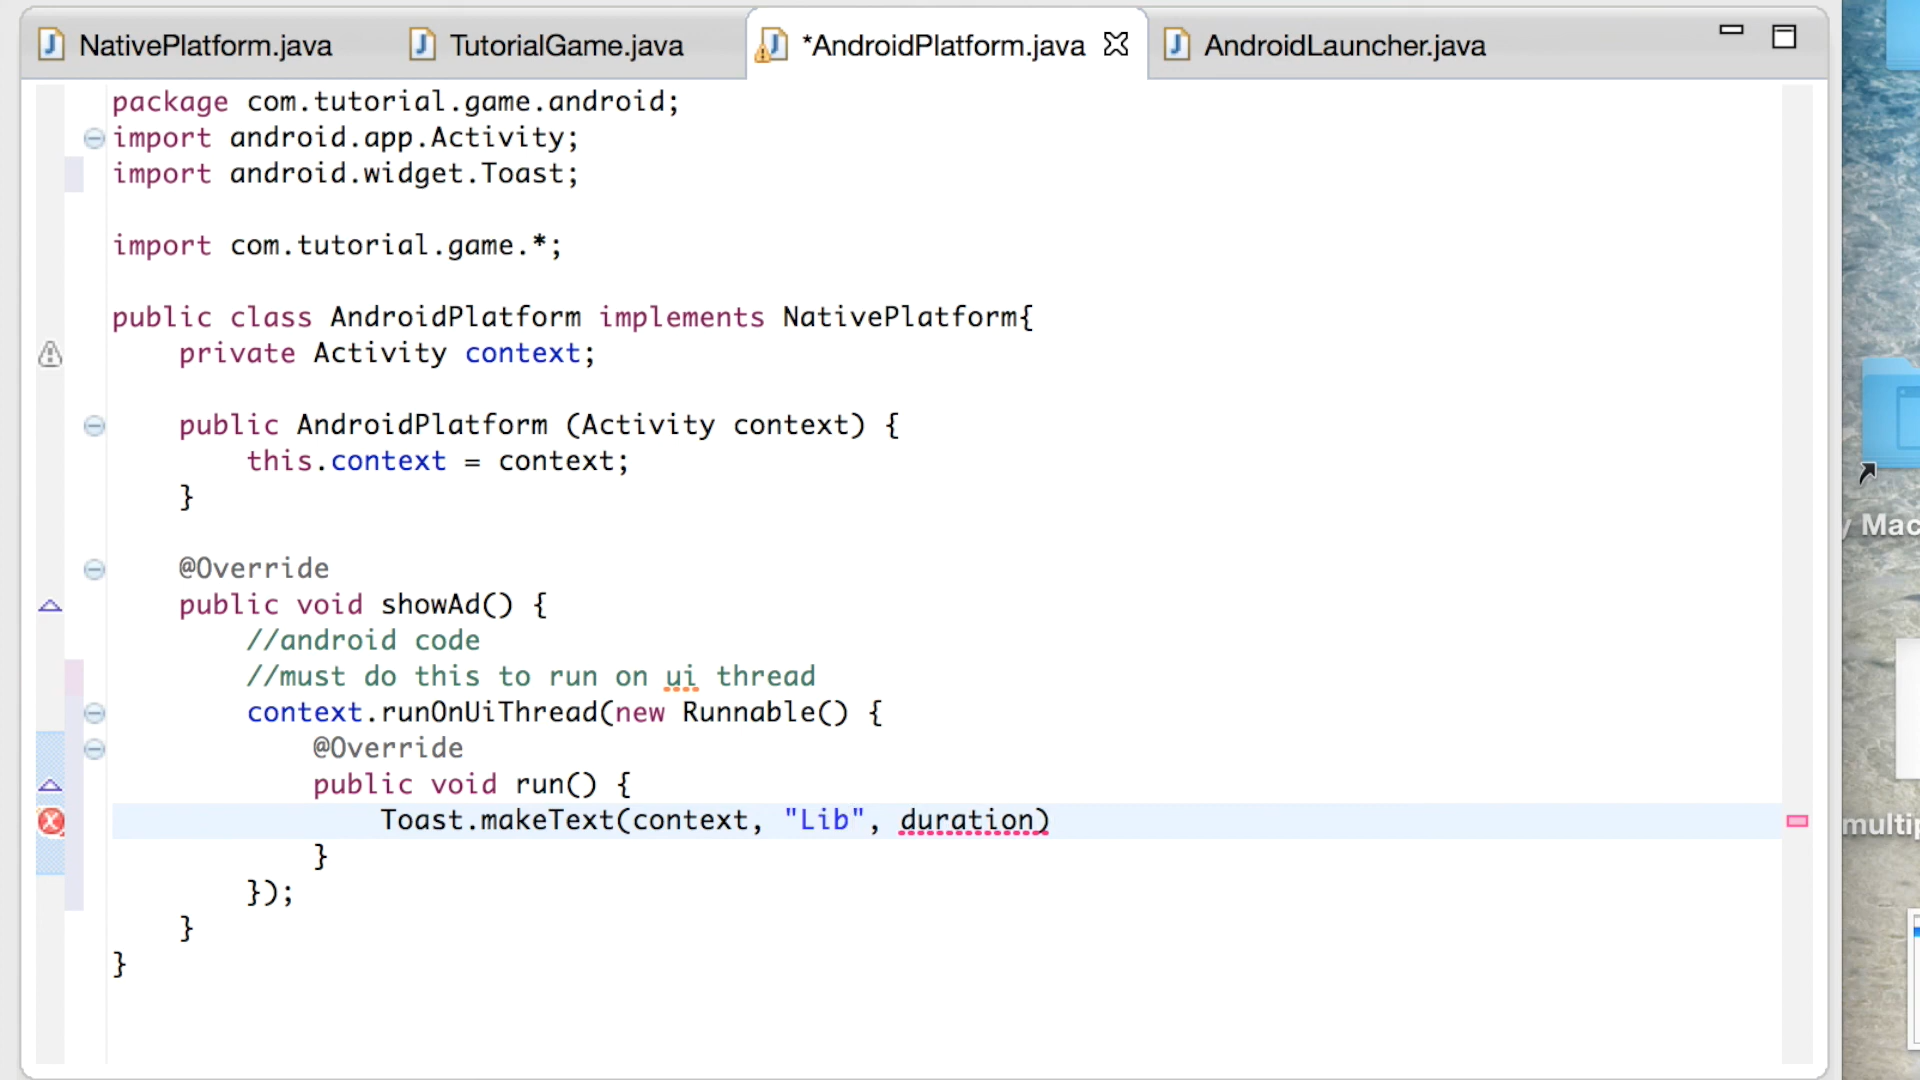 NativePlatform.java TutorialGame.java *AndroidPlatform.java AndroidLauncher.java
package com.tutorial.game.android;
import android.app.Activity;
import android.widget.Toast;
import com.tutorial.game.*;
public class AndroidPlatform implements NativePlatform{
private Activity context;
public AndroidPlatform (Activity context) {
this.context = context;
}
@Override
public void showAd() {
//android code
//must do this to run on ui thread
context.runOnUiThread(new Runnable() {
@Override
public void run() {
Toast.makeText(context, "Lib", duration)
}
});
}
}
Mac